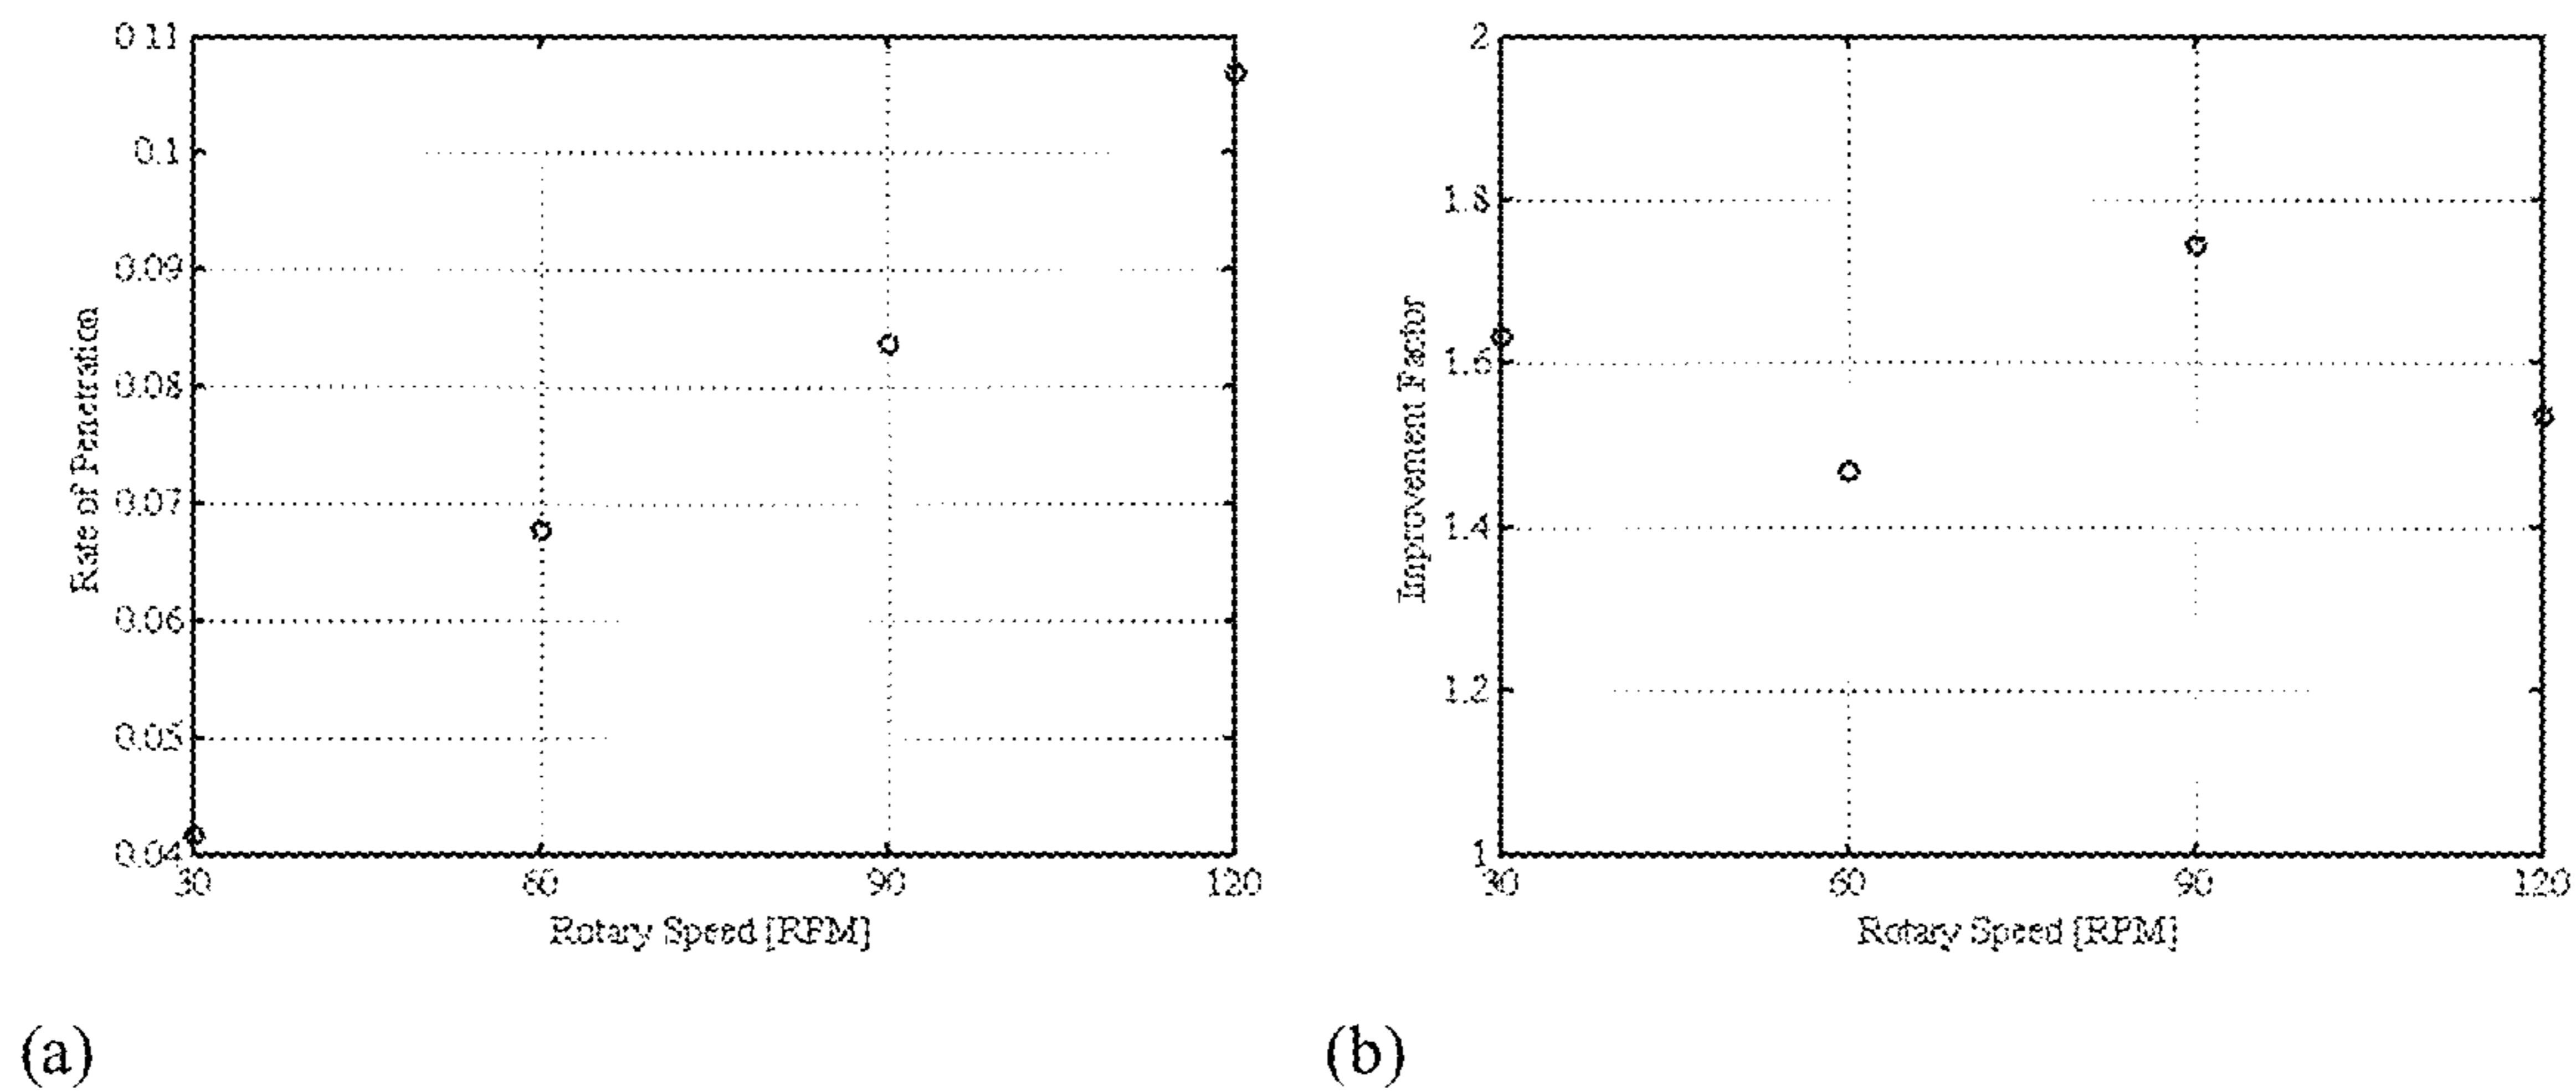 0.11
0.1
0.09
0.08
0.07
0.06
0.05
0.04
Rate of Penetration
30 60 90 120
Rotary Speed [RPM]
(a)
2
1.8
1.6
1.4
1.2
1
Improvement Factor
30 60 90 120
Rotary Speed [RPM]
(b)